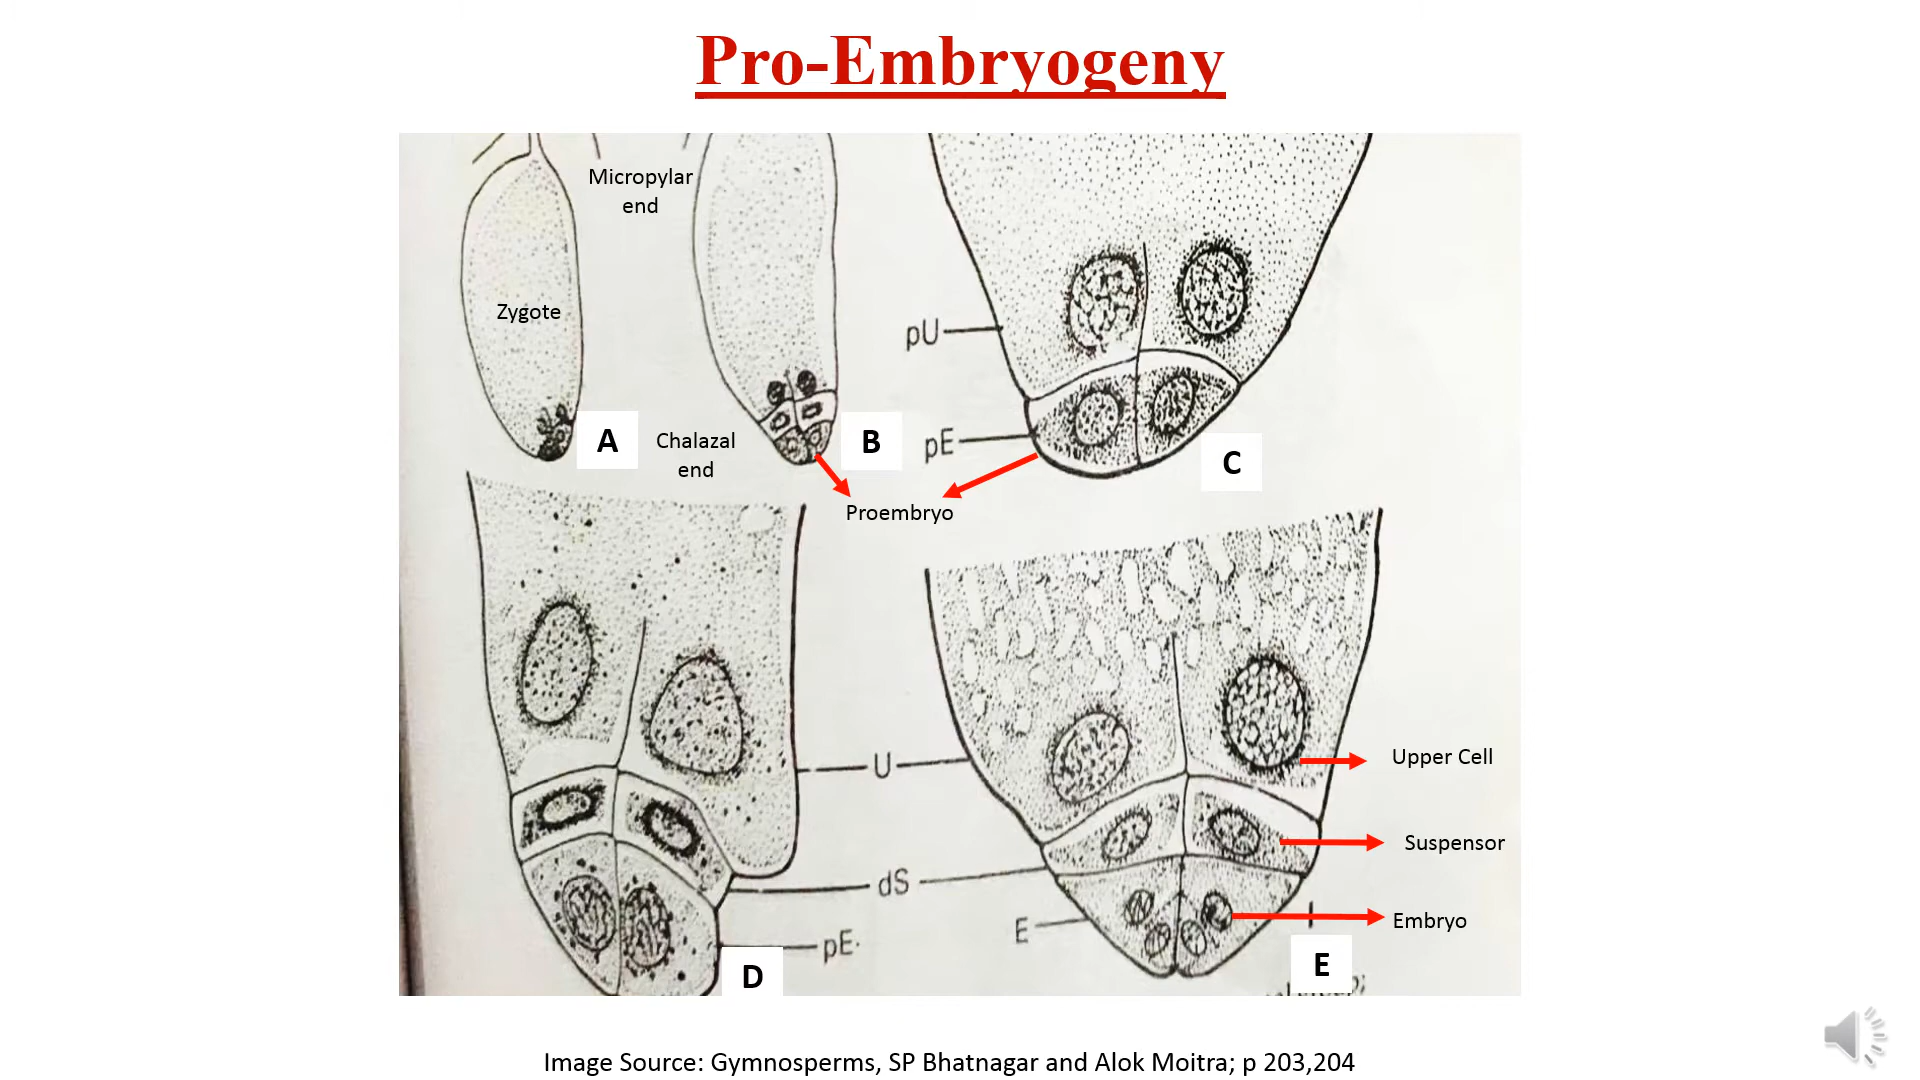 Pro-Embryogeny
Micropylar
end
Zygote
pU
A
Chalazal
end
B
pE
C
Proembryo
U
Upper Cell
Suspensor
dS
E
Embryo
pE
D
E
Image Source: Gymnosperms, SP Bhatnagar and Alok Moitra; p 203,204